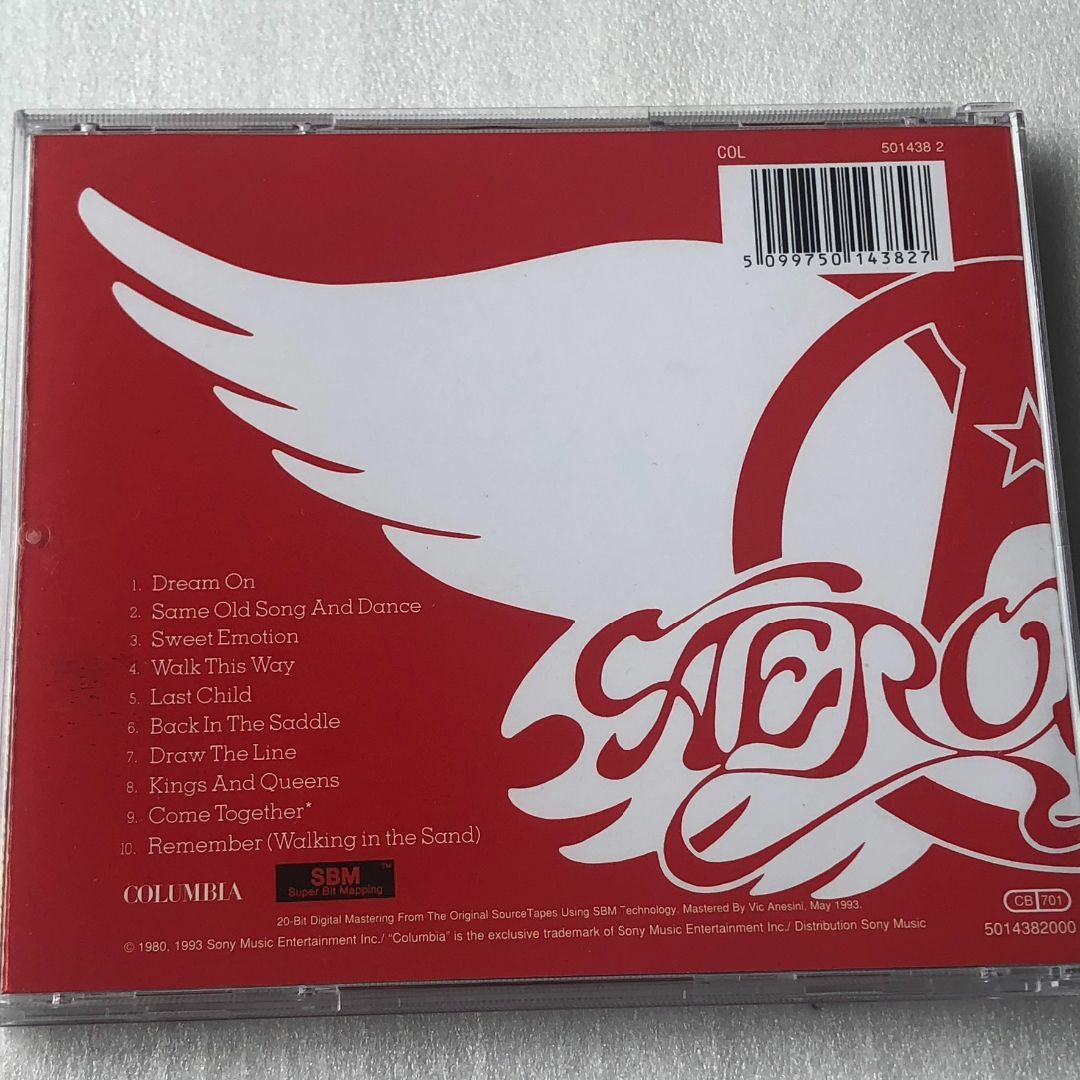 COL 501438 2
5 099750 143827
AERO
1. Dream On
2. Same Old Song And Dance
3. Sweet Emotion
4. Walk This Way
5. Last Child
6. Back In The Saddle
7. Draw The Line
8. Kings And Queens
9. Come Together*
10. Remember (Walking in the Sand)
COLUMBIA
SBM™
Super Bit Mapping
20-Bit Digital Mastering From The Original SourceTapes Using SBM Technology. Mastered By Vic Anesini, May 1993.
© 1980, 1993 Sony Music Entertainment Inc./ "Columbia" is the exclusive trademark of Sony Music Entertainment Inc./ Distribution Sony Music
CB 701
5014382000